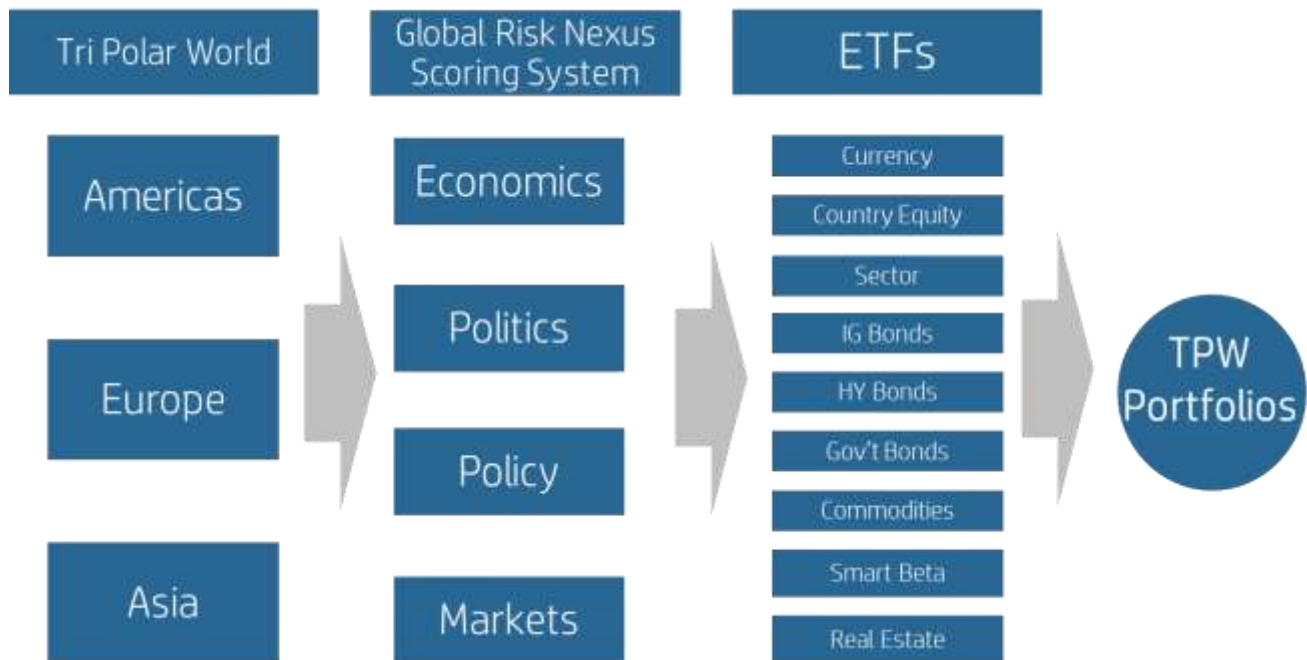 Tri Polar World
Global Risk Nexus
Scoring System
ETFs
Americas
Europe
Asia
Economics
Politics
Policy
Markets
Currency
Country Equity
Sector
IG Bonds
HY Bonds
Gov't Bonds
Commodities
Smart Beta
Real Estate
TPW
Portfolios